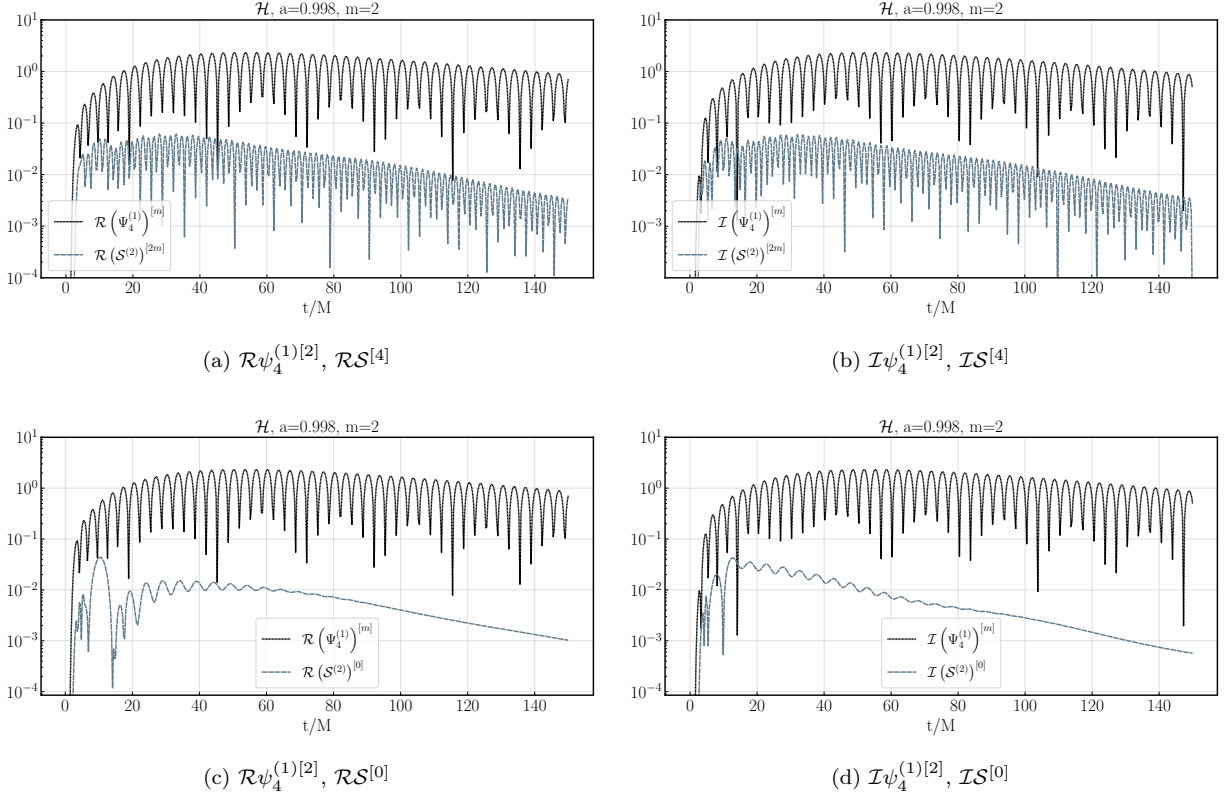 ℋ, a=0.998, m=2
10¹
10⁰
10⁻¹
10⁻²
10⁻³
10⁻⁴
ℛ (Ψ₄⁽¹⁾)^[m]
ℛ (𝒮⁽²⁾)^[2m]
0 20 40 60 80 100 120 140
t/M
(a) ℛψ₄^(1)[2], ℛ𝒮^[4]
ℋ, a=0.998, m=2
10¹
10⁰
10⁻¹
10⁻²
10⁻³
10⁻⁴
ℐ (Ψ₄⁽¹⁾)^[m]
ℐ (𝒮⁽²⁾)^[2m]
0 20 40 60 80 100 120 140
t/M
(b) ℐψ₄^(1)[2], ℐ𝒮^[4]
ℋ, a=0.998, m=2
10¹
10⁰
10⁻¹
10⁻²
10⁻³
10⁻⁴
ℛ (Ψ₄⁽¹⁾)^[m]
ℛ (𝒮⁽²⁾)^[0]
0 20 40 60 80 100 120 140
t/M
(c) ℛψ₄^(1)[2], ℛ𝒮^[0]
ℋ, a=0.998, m=2
10¹
10⁰
10⁻¹
10⁻²
10⁻³
10⁻⁴
ℐ (Ψ₄⁽¹⁾)^[m]
ℐ (𝒮⁽²⁾)^[0]
0 20 40 60 80 100 120 140
t/M
(d) ℐψ₄^(1)[2], ℐ𝒮^[0]